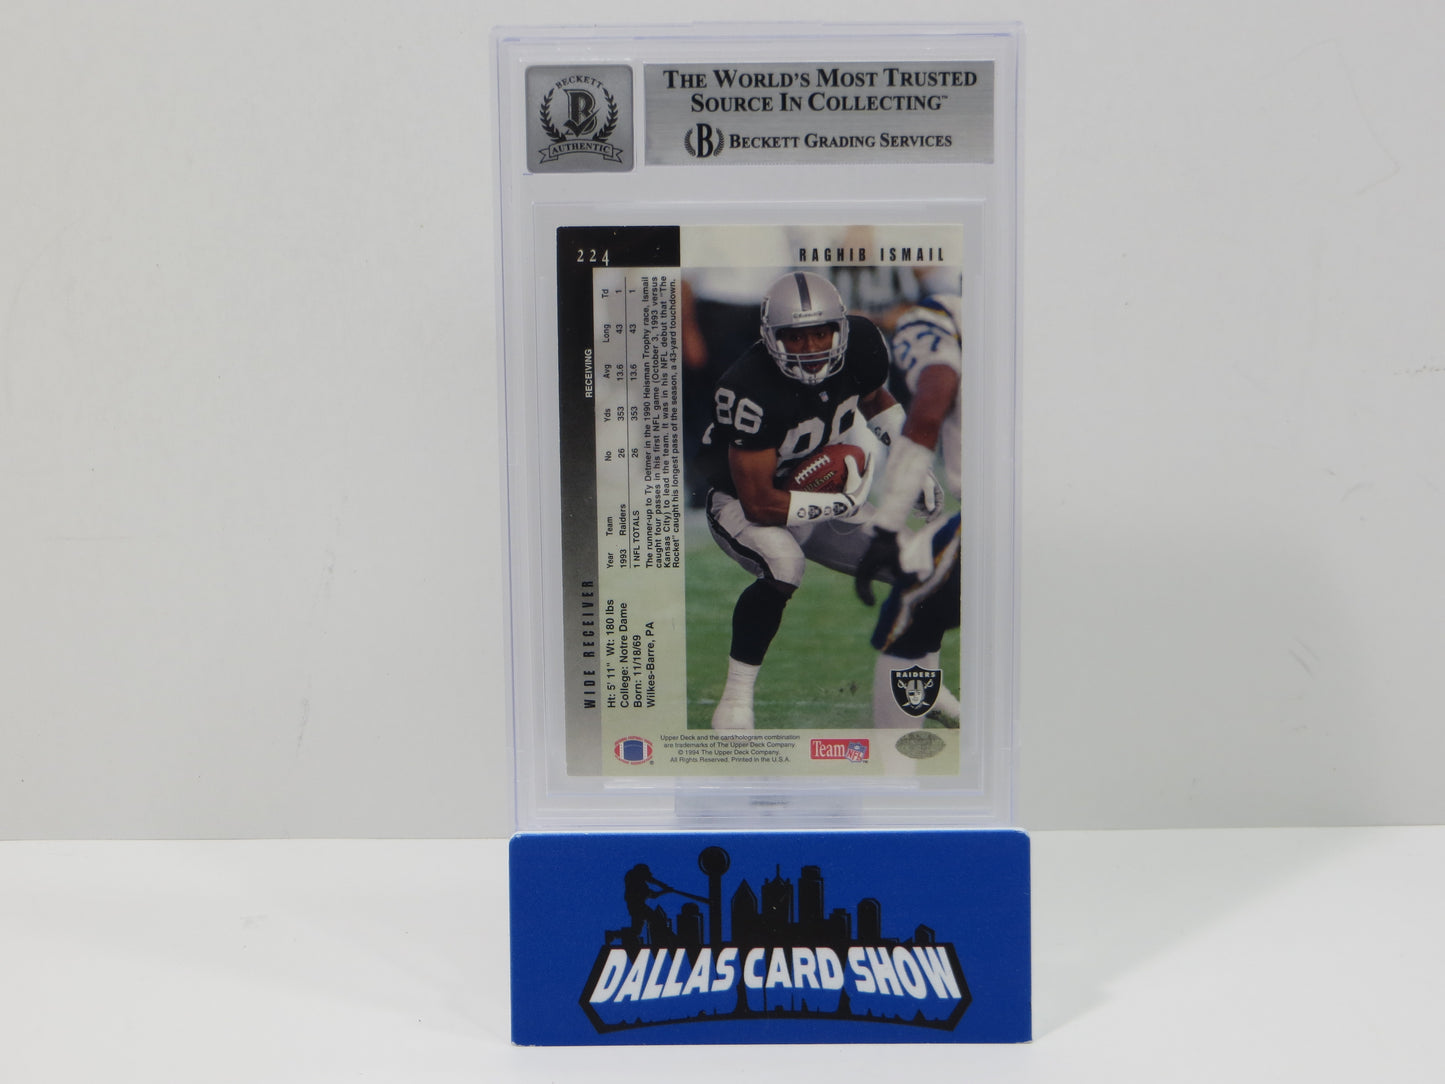 BECKETT
B
AUTHENTIC
THE WORLD'S MOST TRUSTED
SOURCE IN COLLECTING™
B BECKETT GRADING SERVICES
224
RAGHIB ISMAIL
WIDE RECEIVER
Ht: 5' 11" Wt: 180 lbs
College: Notre Dame
Born: 11/18/69
Wilkes-Barre, PA
RECEIVING
Year Team No Yds Avg Long Td
1993 Raiders 26 353 13.6 43 1
1 NFL TOTALS 26 353 13.6 43 1
The runner-up to Ty Detmer in the 1990 Heisman Trophy race, Ismail
caught four passes in his first NFL game (October 3, 1993 versus
Kansas City) to lead the team. It was in his NFL debut that "The
Rocket" caught his longest pass of the season, a 43-yard touchdown.
86
86
Wilson
RAIDERS
Upper Deck and the card/hologram combination
are trademarks of The Upper Deck Company
© 1994 The Upper Deck Company.
All Rights Reserved. Printed in the U.S.A.
Team NFL™
DALLAS CARD SHOW